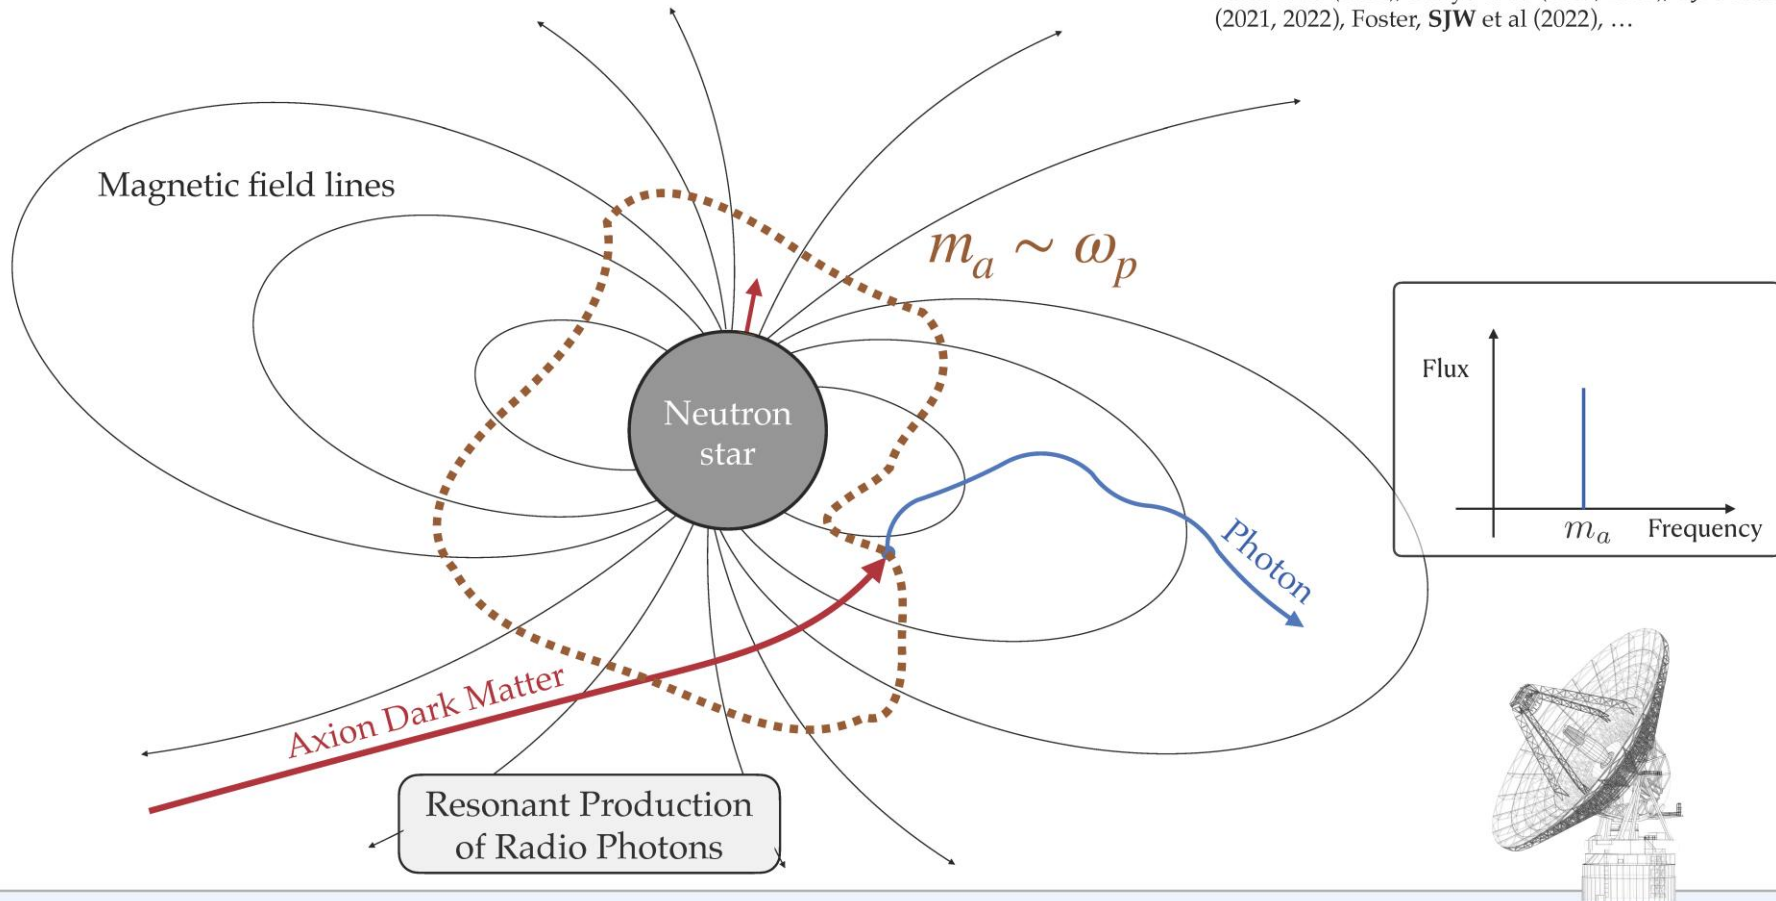 (2021, 2022), Foster, SJW et al (2022), …
Magnetic field lines
m_a ~ ω_p
Neutron
star
Flux
m_a
Frequency
Photon
Axion Dark Matter
Resonant Production
of Radio Photons